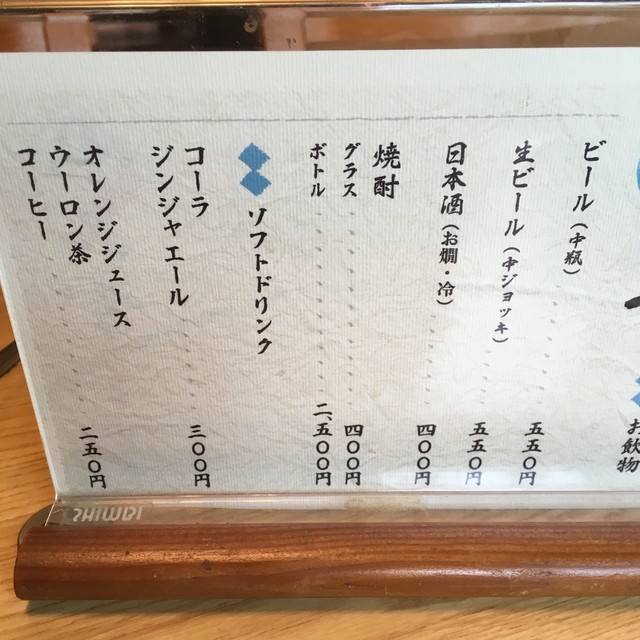 お飲物
ビール(中瓶) 五五〇円
生ビール(中ジョッキ) 五五〇円
日本酒(お燗・冷) 四〇〇円
焼酎
グラス 四〇〇円
ボトル 二、五〇〇円
ソフトドリンク
コーラ
ジンジャエール 三〇〇円
オレンジジュース
ウーロン茶
コーヒー 二五〇円